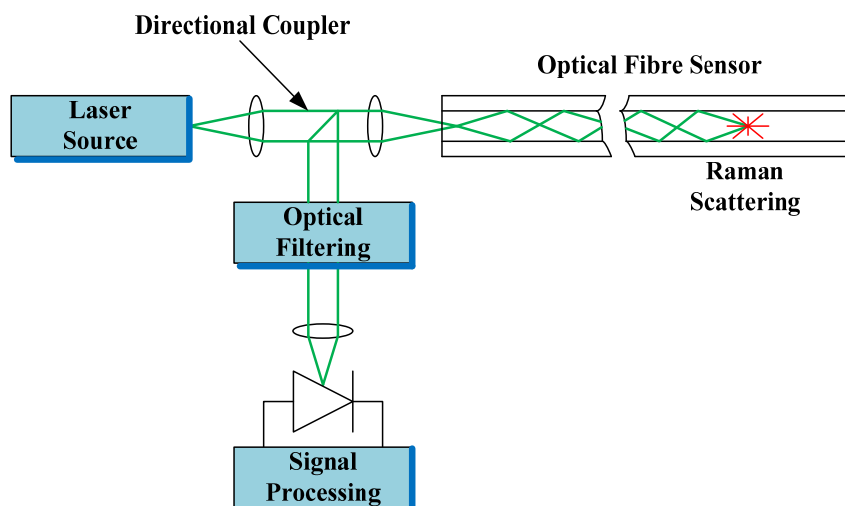 Directional Coupler
Optical Fibre Sensor
Laser
Source
Raman
Scattering
Optical
Filtering
Signal
Processing